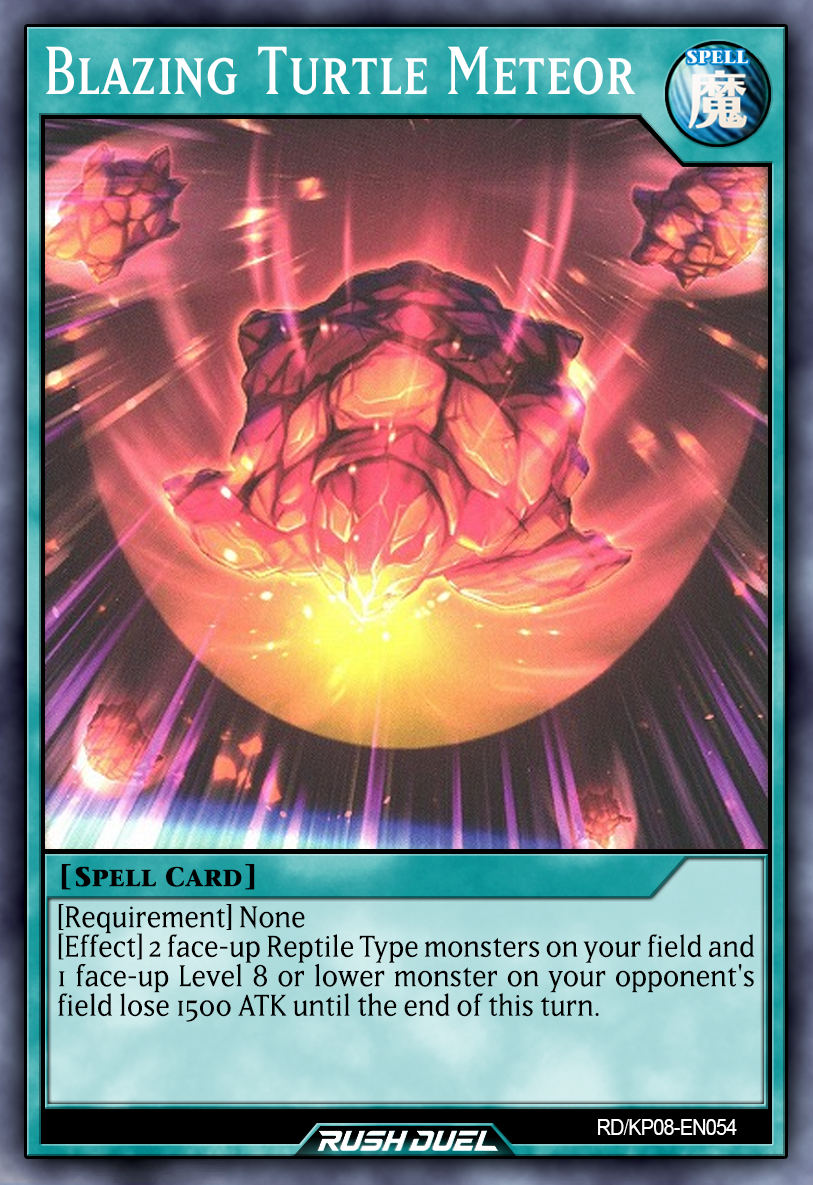 Blazing Turtle Meteor
SPELL
魔
[Spell Card]
[Requirement] None
[Effect] 2 face-up Reptile Type monsters on your field and
1 face-up Level 8 or lower monster on your opponent's
field lose 1500 ATK until the end of this turn.
RD/KP08-EN054
RUSH DUEL